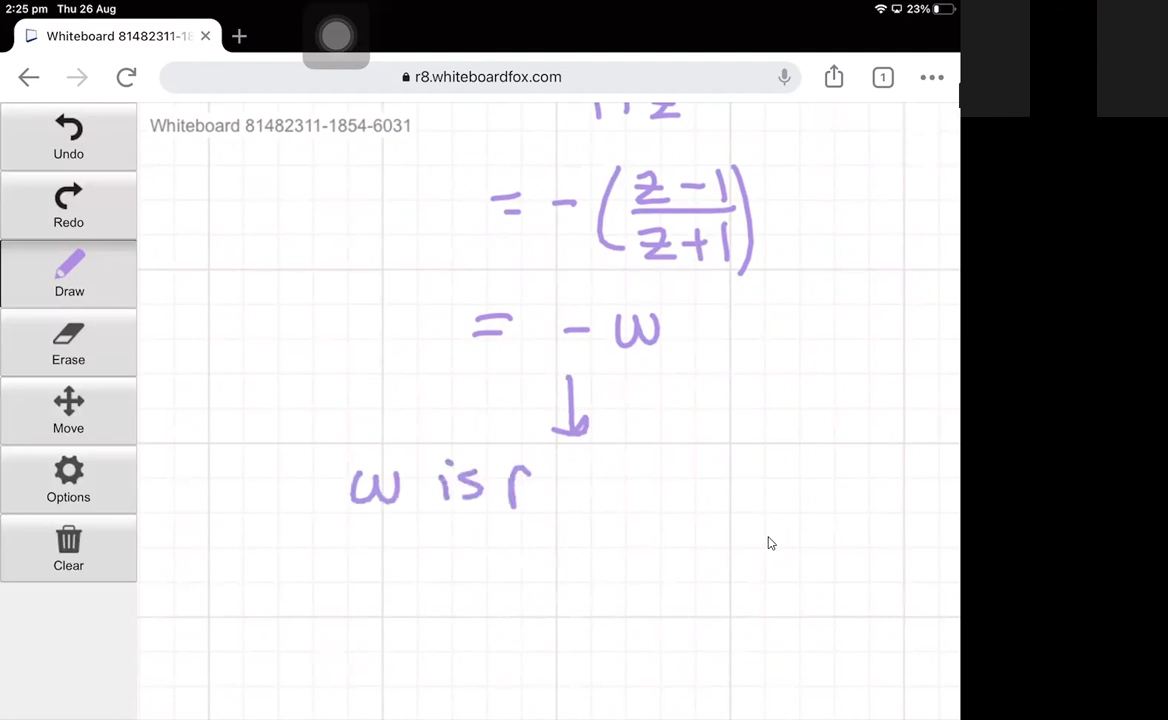 2:25 pm Thu 26 Aug 23%
Whiteboard 81482311-18
r8.whiteboardfox.com 1
Whiteboard 81482311-1854-6031
Undo
Redo
Draw
Erase
Move
Options
Clear
= - (z - 1 / z + 1)
= - w
↓
w is r